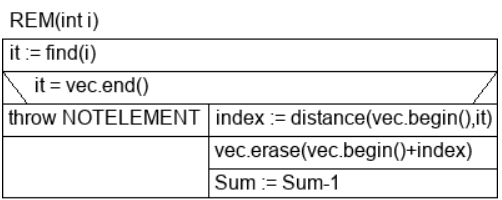 REM(int i)
it := find(i)
it = vec.end()
throw NOTELEMENT
index := distance(vec.begin(),it)
vec.erase(vec.begin()+index)
Sum := Sum-1